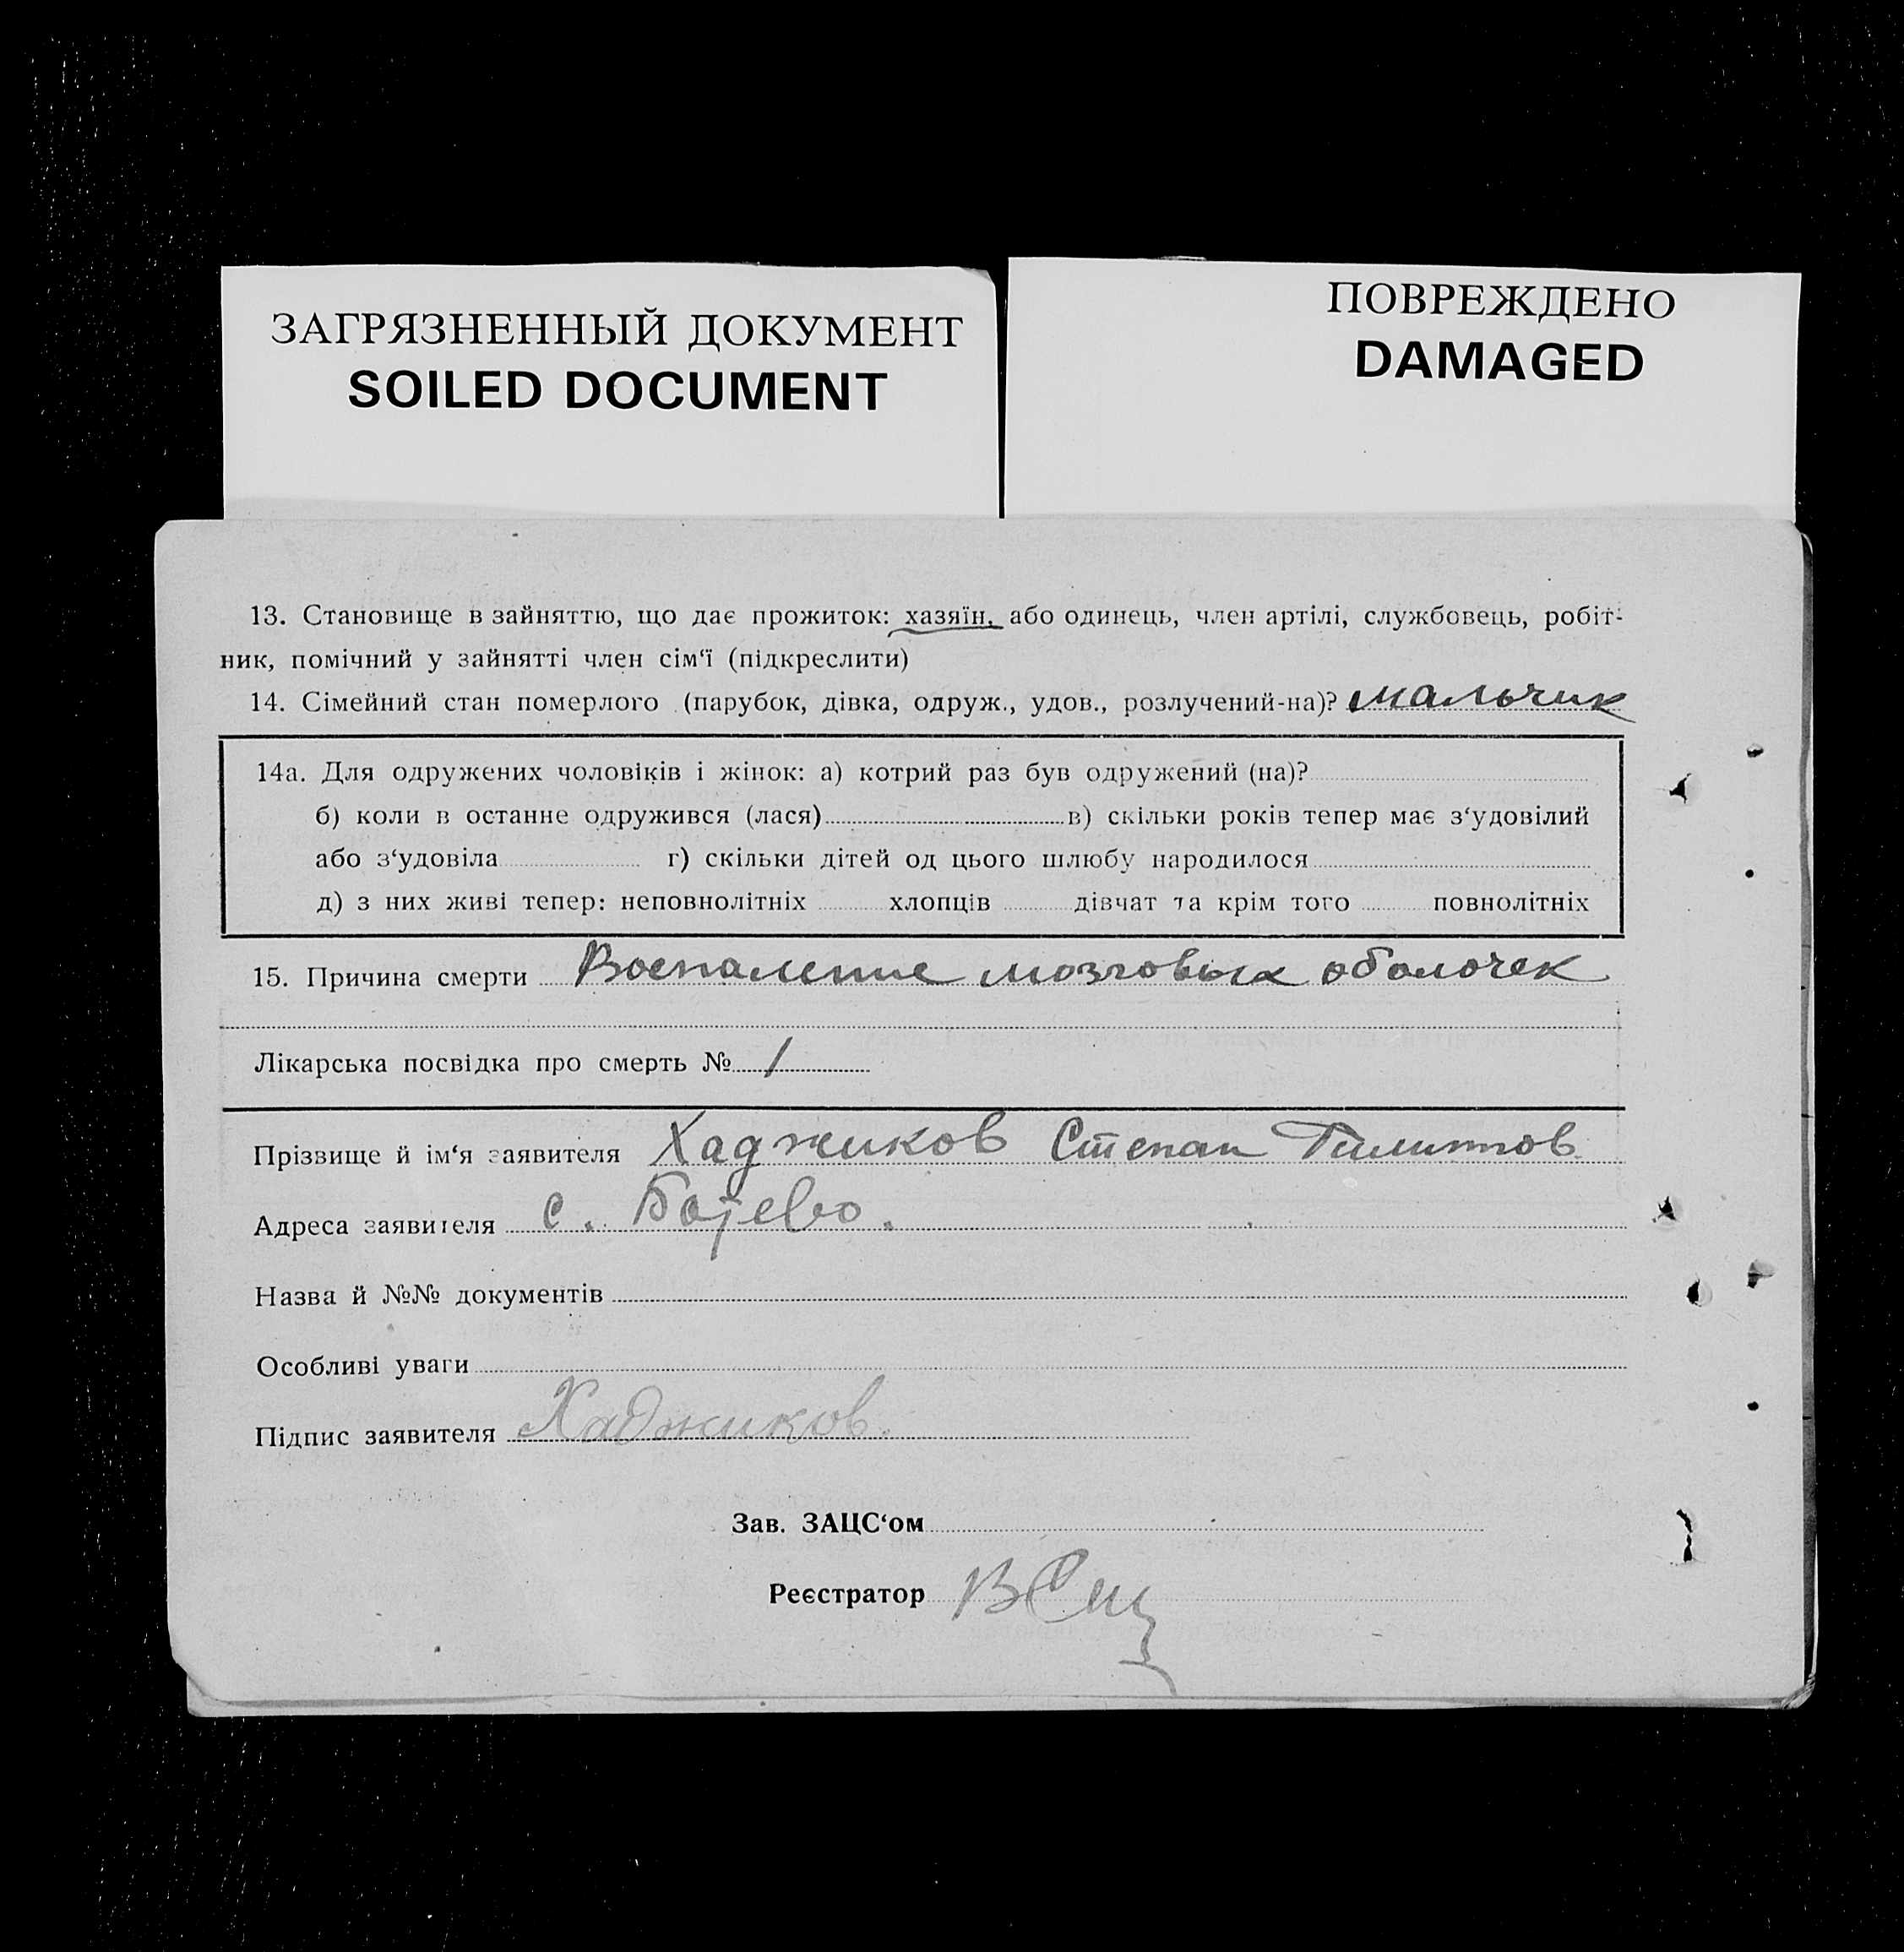 ЗАГРЯЗНЕННЫЙ ДОКУМЕНТ
SOILED DOCUMENT
ПОВРЕЖДЕНО
DAMAGED
13. Становище в зайняттю, що дає прожиток: хазяїн, або одинець, член артілі, службовець, робіт-
ник, помічний у зайнятті член сім‘ї (підкреслити)
14. Сімейний стан померлого (парубок, дівка, одруж., удов., розлучений-на)? мальчик
14а. Для одружених чоловіків і жінок: а) котрий раз був одружений (на)?
б) коли в останне одружився (лася) в) скільки років тепер має з‘удовілий
або з‘удовіла г) скільки дітей од цього шлюбу народилося
д) з них живі тепер: неповнолітніх хлопців дівчат та крім того повнолітніх
15. Причина смерти Воспаление мозговых оболочек
Лікарська посвідка про смерть № 1
Прізвище й ім‘я заявителя Хаджиков Степан
Адреса заявителя с.
Назва й №№ документів
Особливі уваги
Підпис заявителя Хаджиков.
Зав. ЗАЦС‘ом
Реєстратор